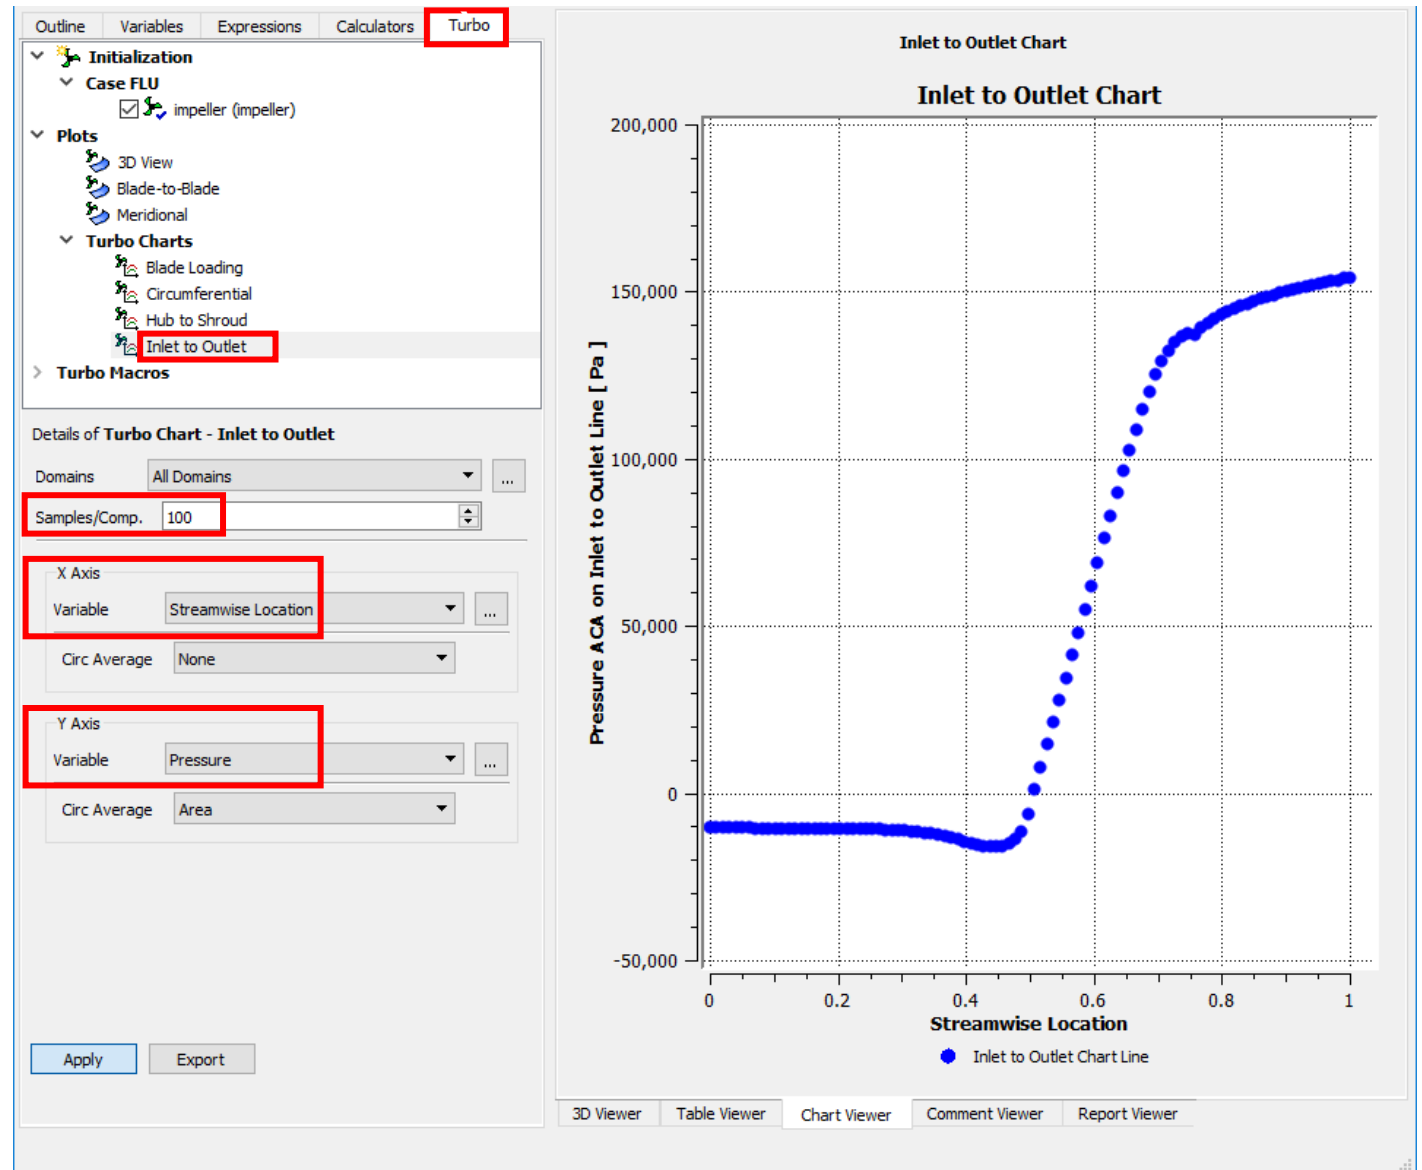 Outline Variables Expressions Calculators Turbo
Initialization
Case FLU
impeller (impeller)
Plots
3D View
Blade-to-Blade
Meridional
Turbo Charts
Blade Loading
Circumferential
Hub to Shroud
Inlet to Outlet
Turbo Macros
Details of Turbo Chart - Inlet to Outlet
Domains All Domains ...
Samples/Comp. 100
X Axis
Variable Streamwise Location ...
Circ Average None
Y Axis
Variable Pressure ...
Circ Average Area
Apply Export
Inlet to Outlet Chart
Inlet to Outlet Chart
Pressure ACA on Inlet to Outlet Line [ Pa ]
200,000
150,000
100,000
50,000
0
-50,000
0 0.2 0.4 0.6 0.8 1
Streamwise Location
Inlet to Outlet Chart Line
3D Viewer Table Viewer Chart Viewer Comment Viewer Report Viewer